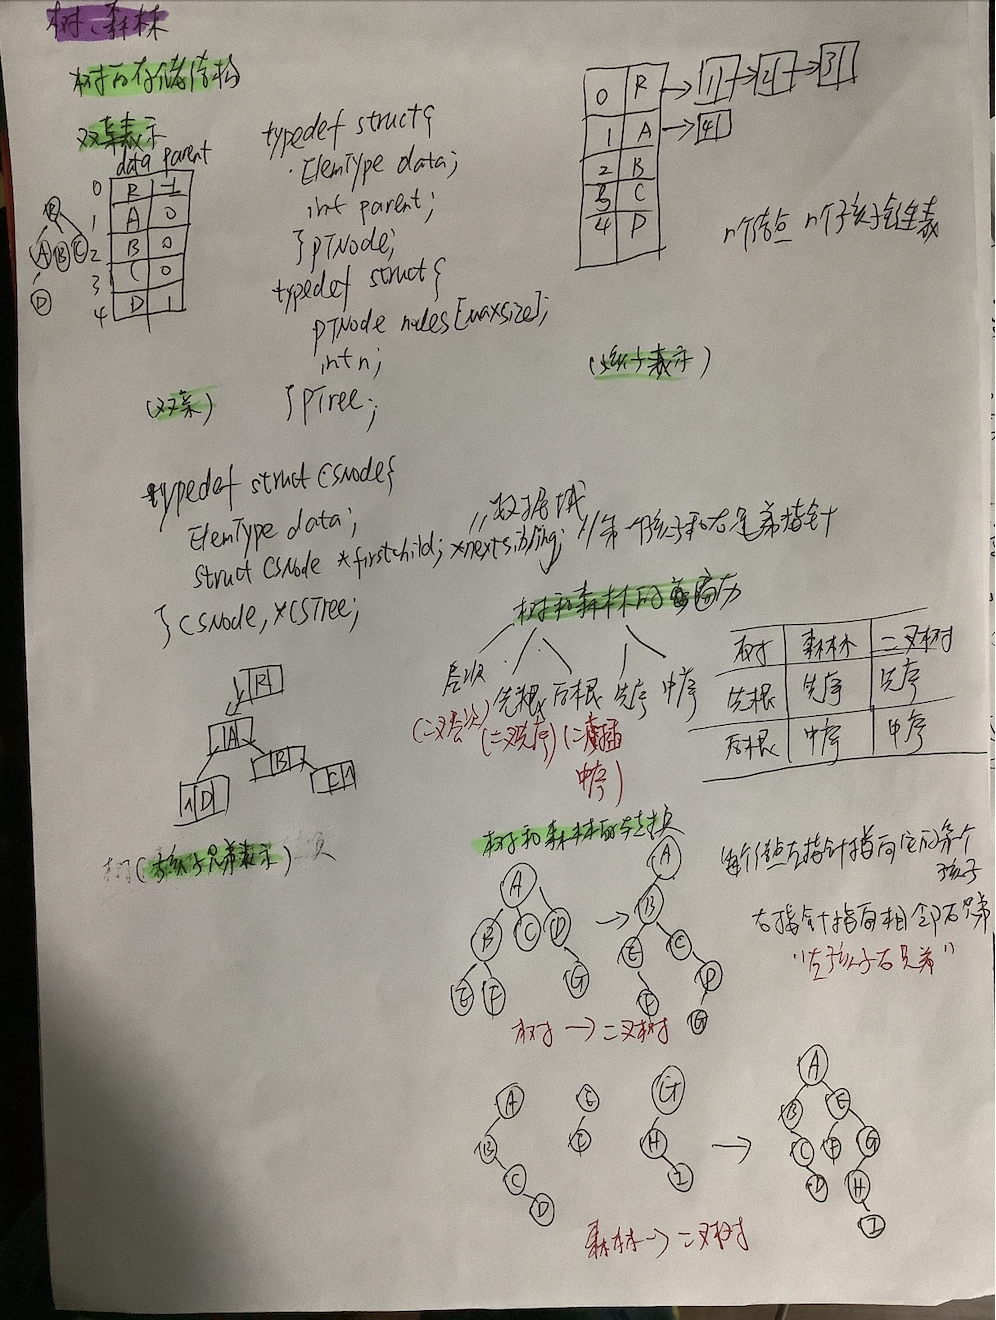 树、森林
树的存储结构
双亲表示
data parent
0 R -1
1 A 0
2 B 0
3 C 0
4 D 1
R
A B C
D
(双亲)
typedef struct{
ElemType data;
int parent;
}PTNode;
typedef struct{
PTNode nodes[maxsize];
int n;
}PTree;
0 R → 1 → 2 → 3
1 A → 4
2 B
3 C
4 D
n个结点 n个孩子链表
(孩子表示)
typedef struct CSNode{
ElemType data; //数据域
struct CSNode *firstchild; *nextsibling; //第一个孩子和右兄弟指针
}CSNode,*CSTree;
R
A
B
D
C
树(孩子兄弟表示)
树和森林的遍历
层次 先根 后根 先序 中序
(二叉层次) (二叉先序) (二叉
中序)
树 森林 二叉树
先根 先序 先序
后根 中序 中序
树和森林的转换
A
B C D
E F G
→
A
B
E C
F D
G
树→二叉树
每个结点左指针指向它的第一个
孩子
右指针指向相邻右兄弟
"左孩子右兄弟"
A
B
C
D
E
F
G
H
I
→
A
B E
C F G
D H
I
森林→二叉树